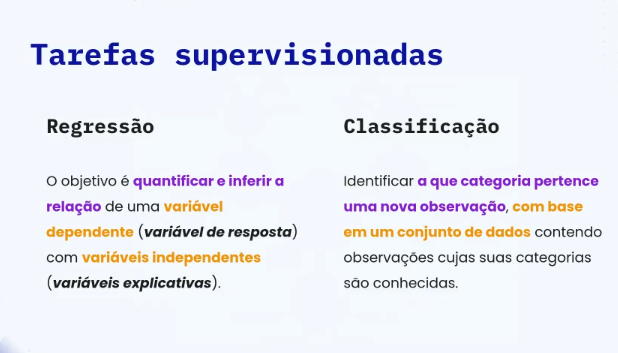 Tarefas supervisionadas
Regressão
O objetivo é quantificar e inferir a
relação de uma variável
dependente (variável de resposta)
com variáveis independentes
(variáveis explicativas).
Classificação
Identificar a que categoria pertence
uma nova observação, com base
em um conjunto de dados contendo
observações cujas suas categorias
são conhecidas.